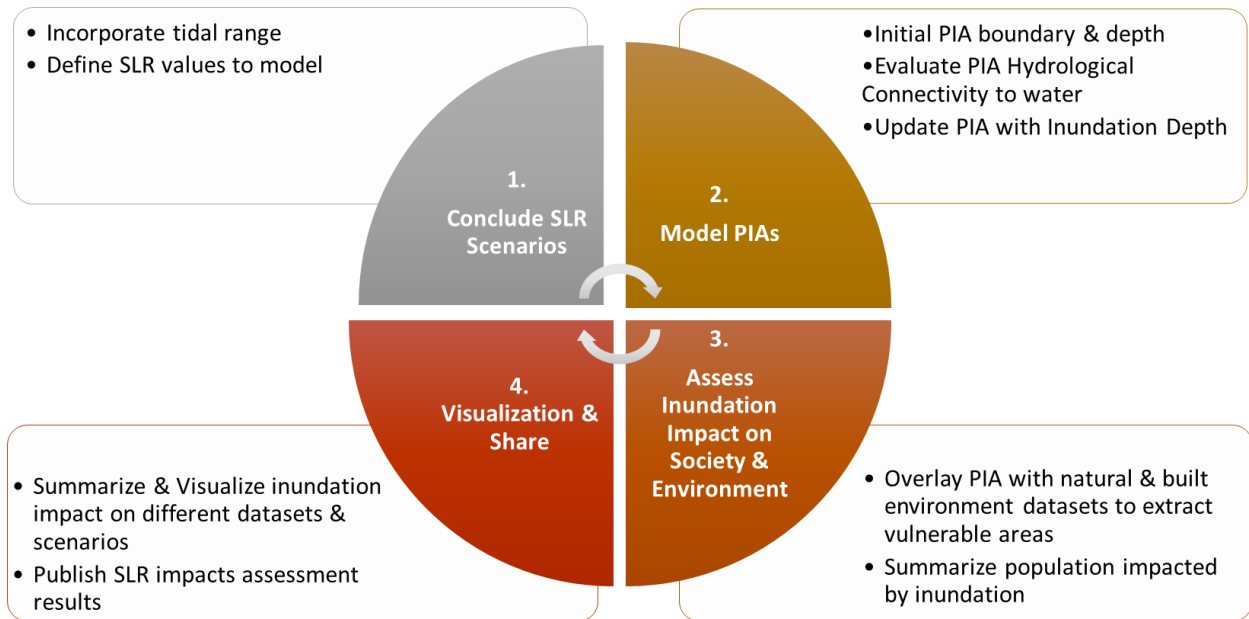 • Incorporate tidal range
• Define SLR values to model
1.
Conclude SLR
Scenarios
•Initial PIA boundary & depth
•Evaluate PIA Hydrological
Connectivity to water
•Update PIA with Inundation Depth
2.
Model PIAs
3.
Assess
Inundation
Impact on
Society &
Environment
• Overlay PIA with natural & built
environment datasets to extract
vulnerable areas
• Summarize population impacted
by inundation
4.
Visualization &
Share
• Summarize & Visualize inundation
impact on different datasets &
scenarios
• Publish SLR impacts assessment
results